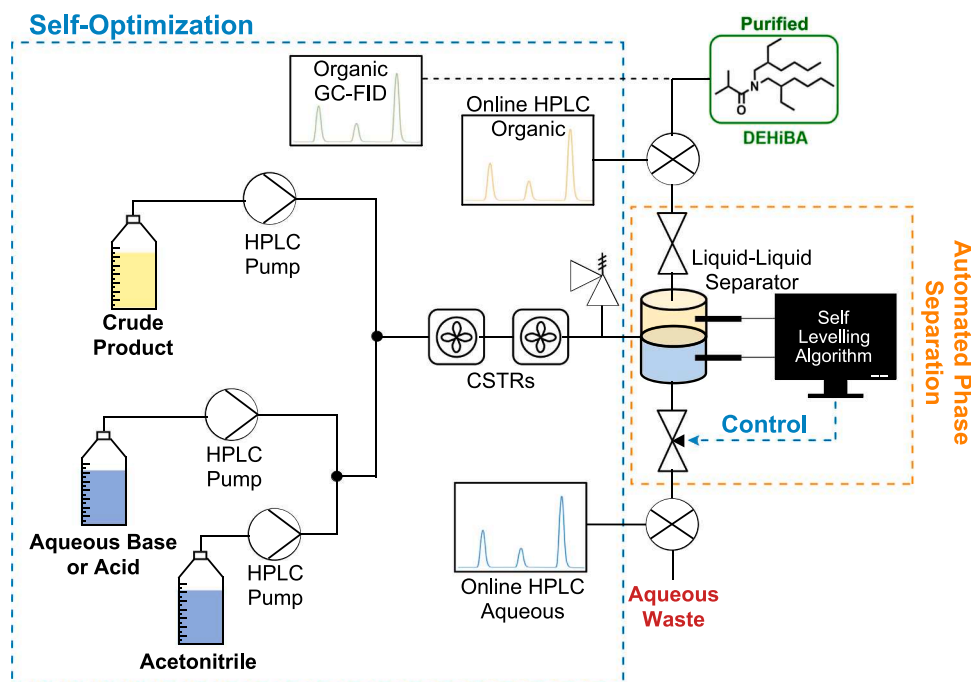 Self-Optimization
Organic
GC-FID
Online HPLC
Organic
Purified
N
O
DEHiBA
HPLC
Pump
Crude
Product
Liquid-Liquid
Separator
Self
Levelling
Algorithm
Automated Phase
Separation
CSTRs
HPLC
Pump
Control
Aqueous Base
or Acid
HPLC
Pump
Acetonitrile
Online HPLC
Aqueous
Aqueous
Waste